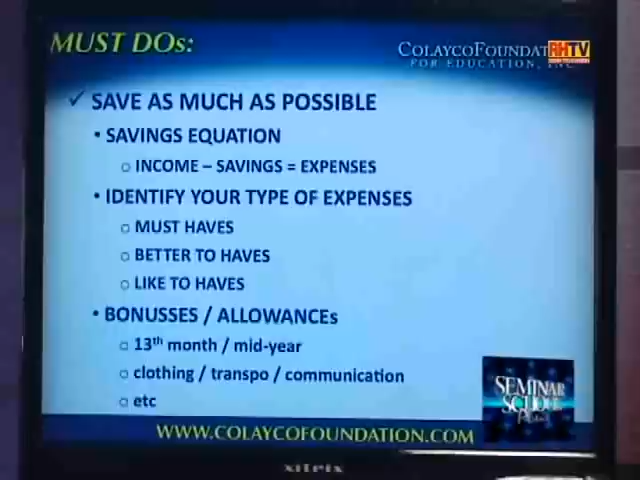 MUST DOs:
COLAYCOFOUNDAT
RHTV
FOR EDUCATION, INC.
✓ SAVE AS MUCH AS POSSIBLE
• SAVINGS EQUATION
o INCOME – SAVINGS = EXPENSES
• IDENTIFY YOUR TYPE OF EXPENSES
o MUST HAVES
o BETTER TO HAVES
o LIKE TO HAVES
• BONUSSES / ALLOWANCEs
o 13th month / mid-year
o clothing / transpo / communication
o etc
SEMINAR
SCHOOL
WWW.COLAYCOFOUNDATION.COM